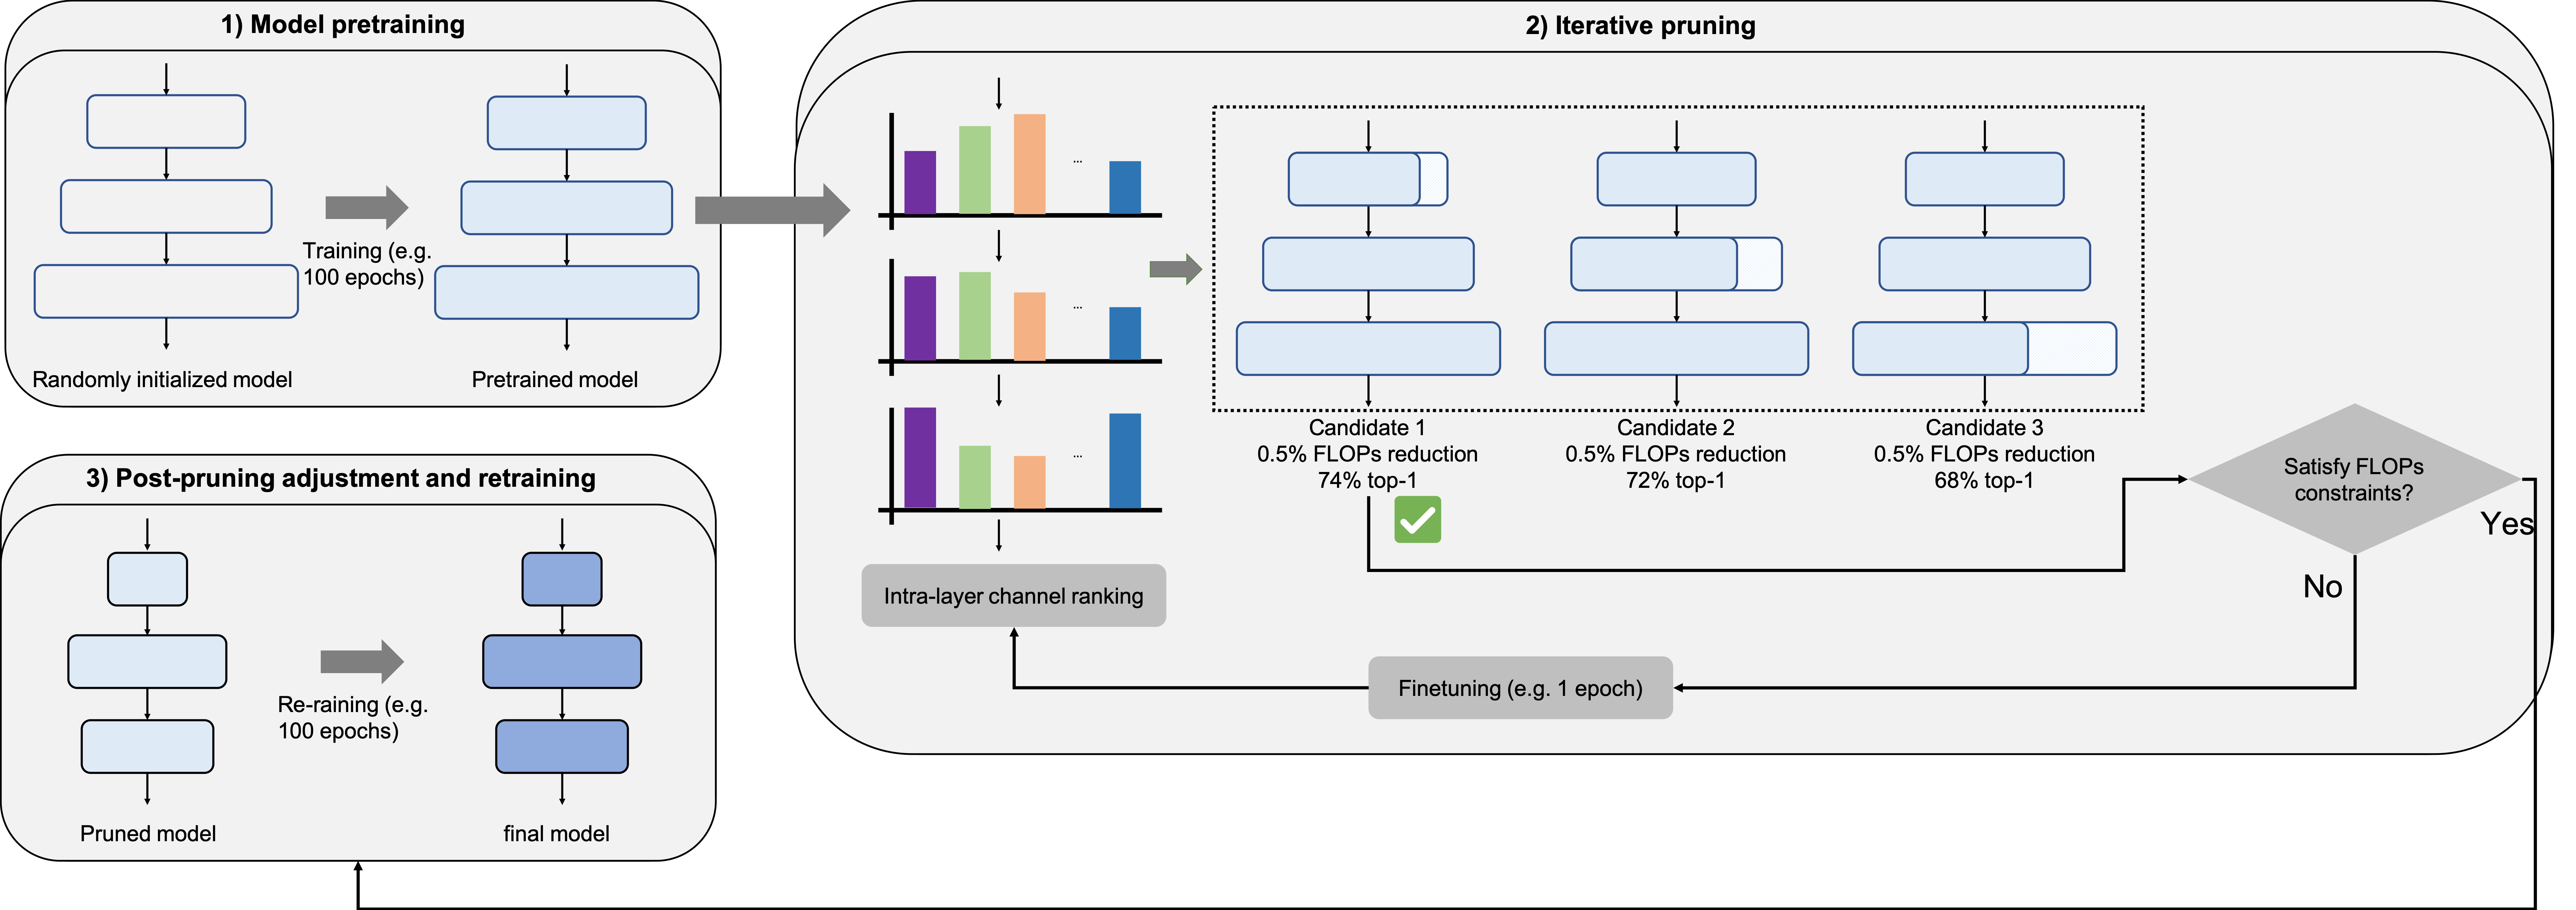 1) Model pretraining
Training (e.g.
100 epochs)
Randomly initialized model
Pretrained model
2) Iterative pruning
...
...
...
Intra-layer channel ranking
Candidate 1
0.5% FLOPs reduction
74% top-1
Candidate 2
0.5% FLOPs reduction
72% top-1
Candidate 3
0.5% FLOPs reduction
68% top-1
Satisfy FLOPs
constraints?
Yes
No
Finetuning (e.g. 1 epoch)
3) Post-pruning adjustment and retraining
Re-raining (e.g.
100 epochs)
Pruned model
final model